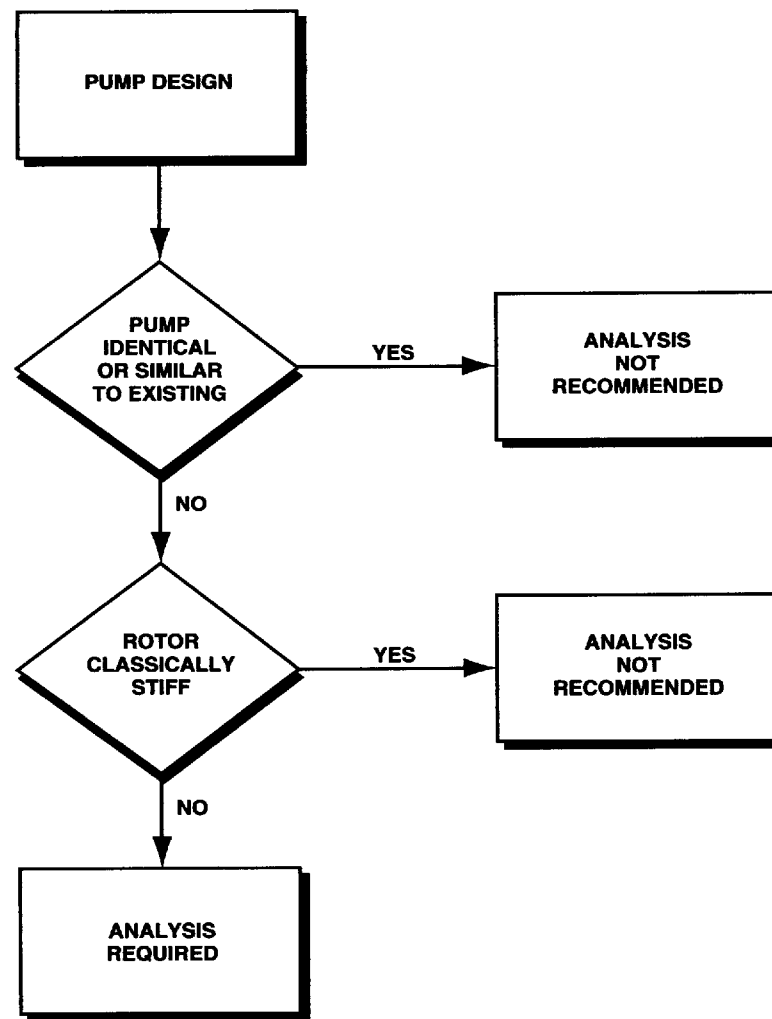 PUMP DESIGN
PUMP
IDENTICAL
OR SIMILAR
TO EXISTING
YES
ANALYSIS
NOT
RECOMMENDED
NO
ROTOR
CLASSICALLY
STIFF
YES
ANALYSIS
NOT
RECOMMENDED
NO
ANALYSIS
REQUIRED